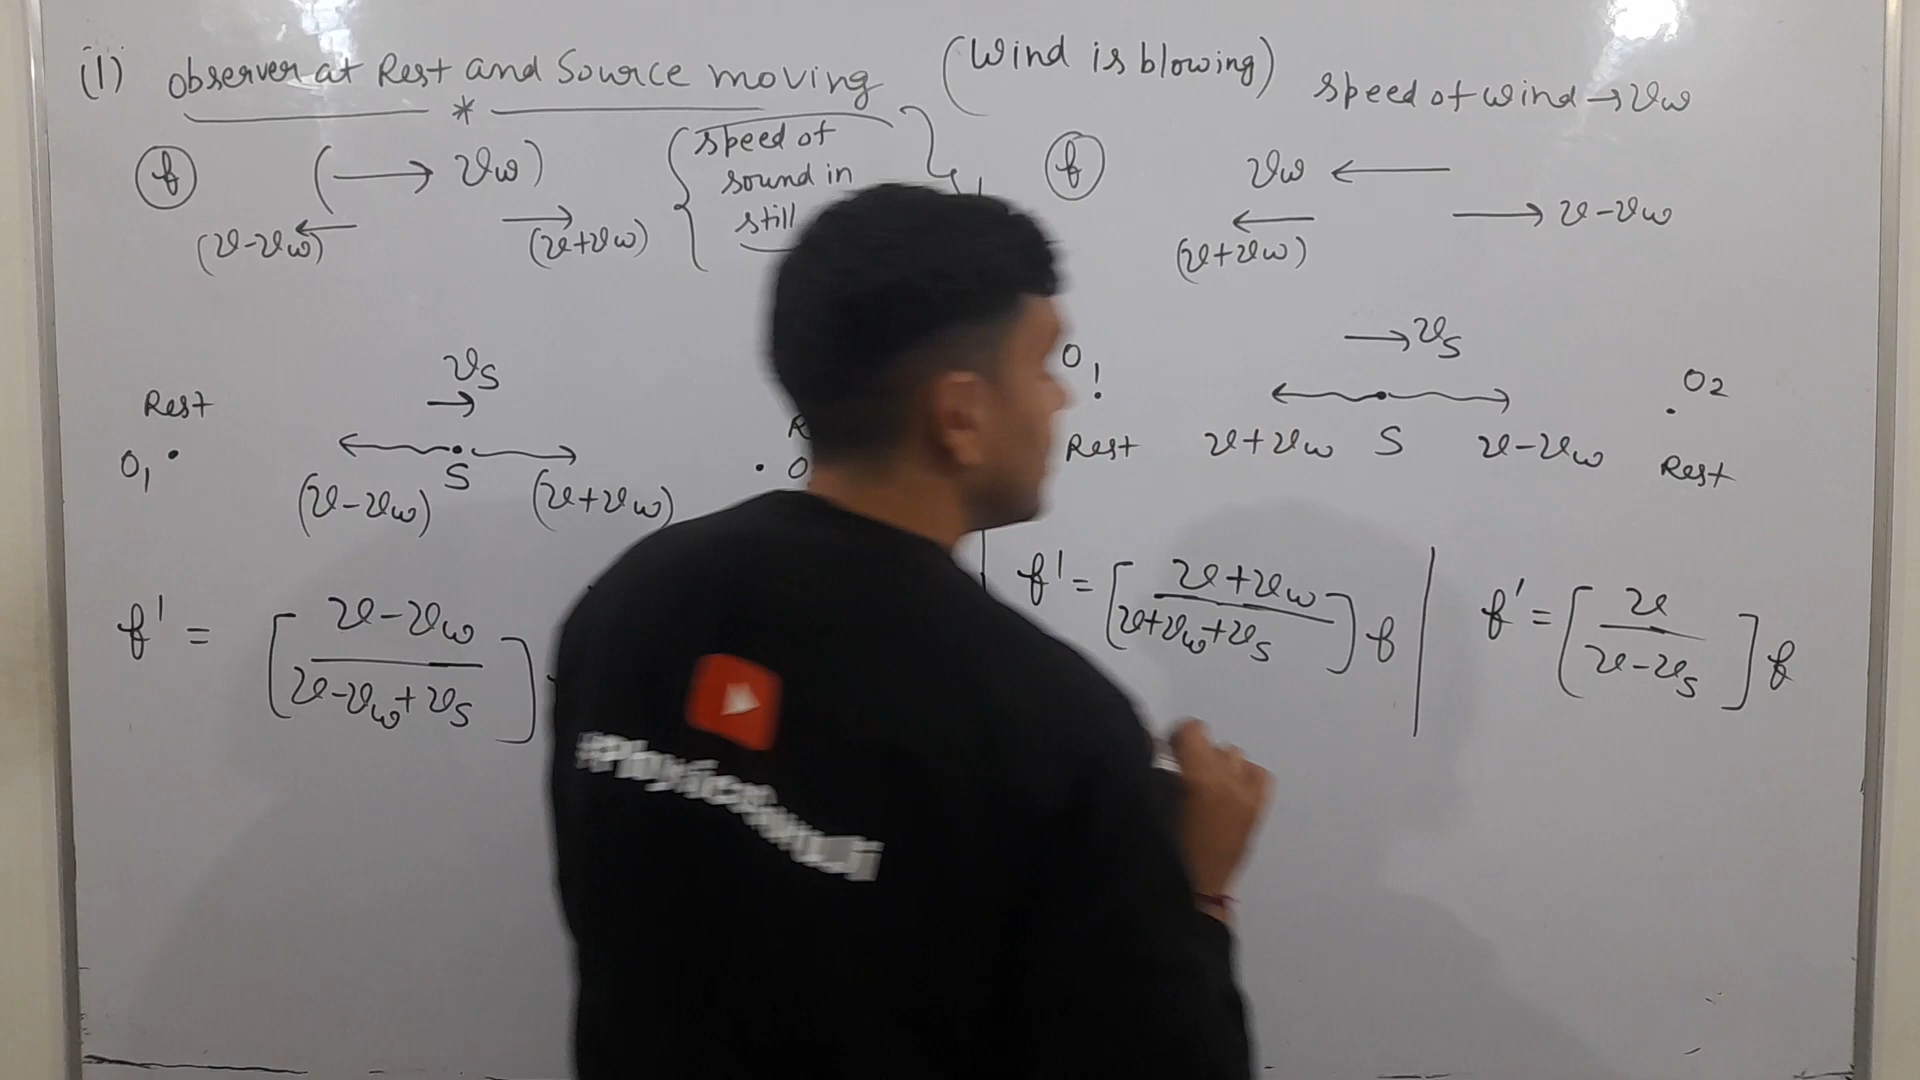 (1) Observer at Rest and Source moving (Wind is blowing) speed of wind → vw
*
f (→ vw) { speed of
sound in
still
(v-vw) ← → (v+vw)
vs
→
Rest
O1 .
S
(v-vw) (v+vw)
. O
f' = [ v-vw / v-vw+vs ]
f vw ←
← → v-vw
(v+vw)
→ vs
O1 O2
Rest v+vw S v-vw Rest
f' = [ v+vw / v+vw+vs ] f | f' = [ v / v-vs ] f